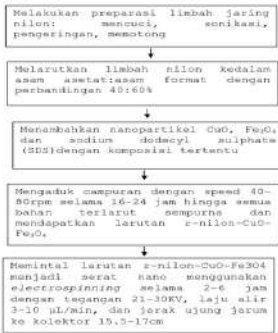 Melakukan preparasi limbah jaring
nilon: mencuci, sonikasi,
pengeringan, memotong
Melarutkan limbah nilon kedalam
asam asetat:asam format dengan
perbandingan 40:60%
Menambahkan nanopartikel CuO, Fe₃O₄
dan sodium dodecyl sulphate
(SDS)dengan komposisi tertentu
Mengaduk campuran dengan speed 40-
80rpm selama 16-24 jam hingga semua
bahan terlarut sempurna dan
mendapatkan larutan r-nilon-CuO-
Fe₃O₄
Memintal larutan r-nilon-CuO-Fe3O4
menjadi serat nano menggunakan
electrospinning selama 2-6 jam
dengan tegangan 21-30KV, laju alir
3-10 µL/min, dan jarak ujung jarum
ke kolektor 15.5-17cm